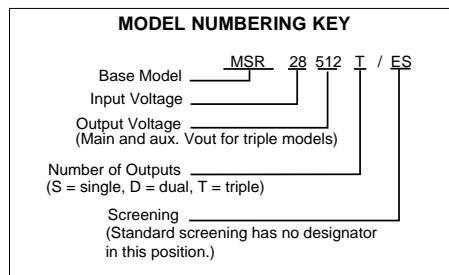 MODEL NUMBERING KEY
MSR 28 512 T / ES
Base Model
Input Voltage
Output Voltage
(Main and aux. Vout for triple models)
Number of Outputs
(S = single, D = dual, T = triple)
Screening
(Standard screening has no designator
in this position.)